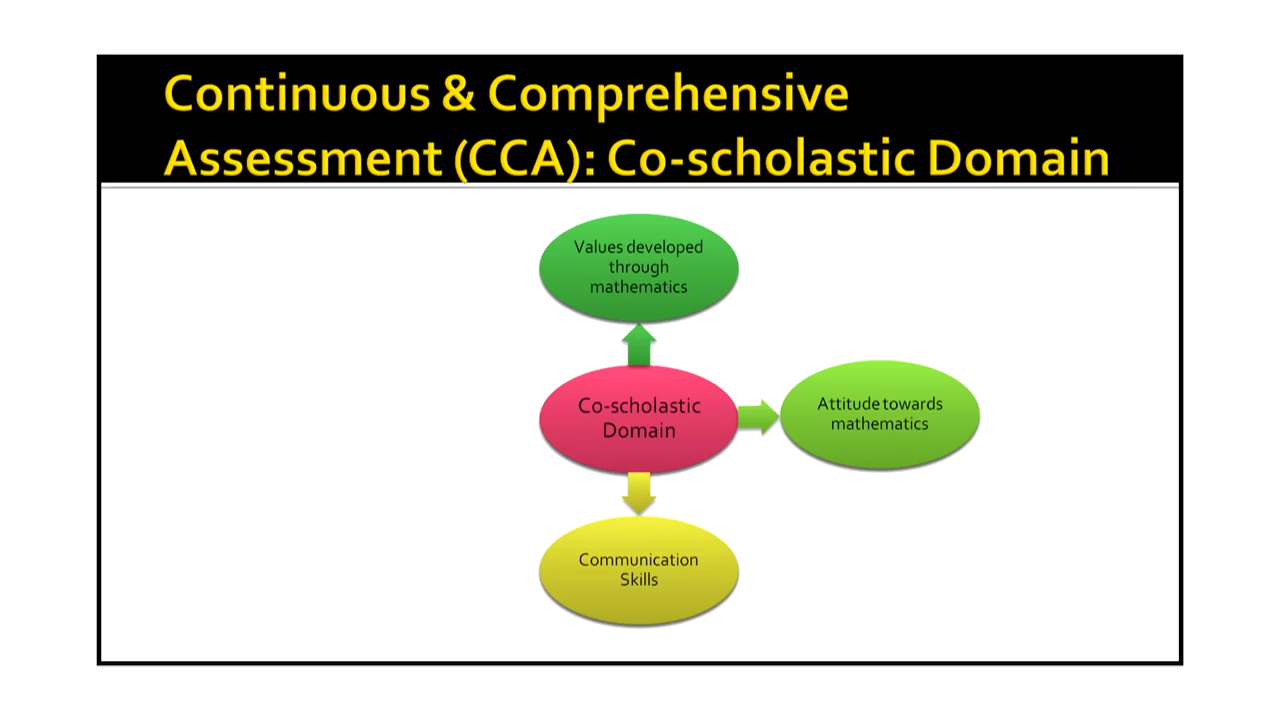 Continuous & Comprehensive
Assessment (CCA): Co-scholastic Domain
Values developed
through
mathematics
Co-scholastic
Domain
Attitude towards
mathematics
Communication
Skills